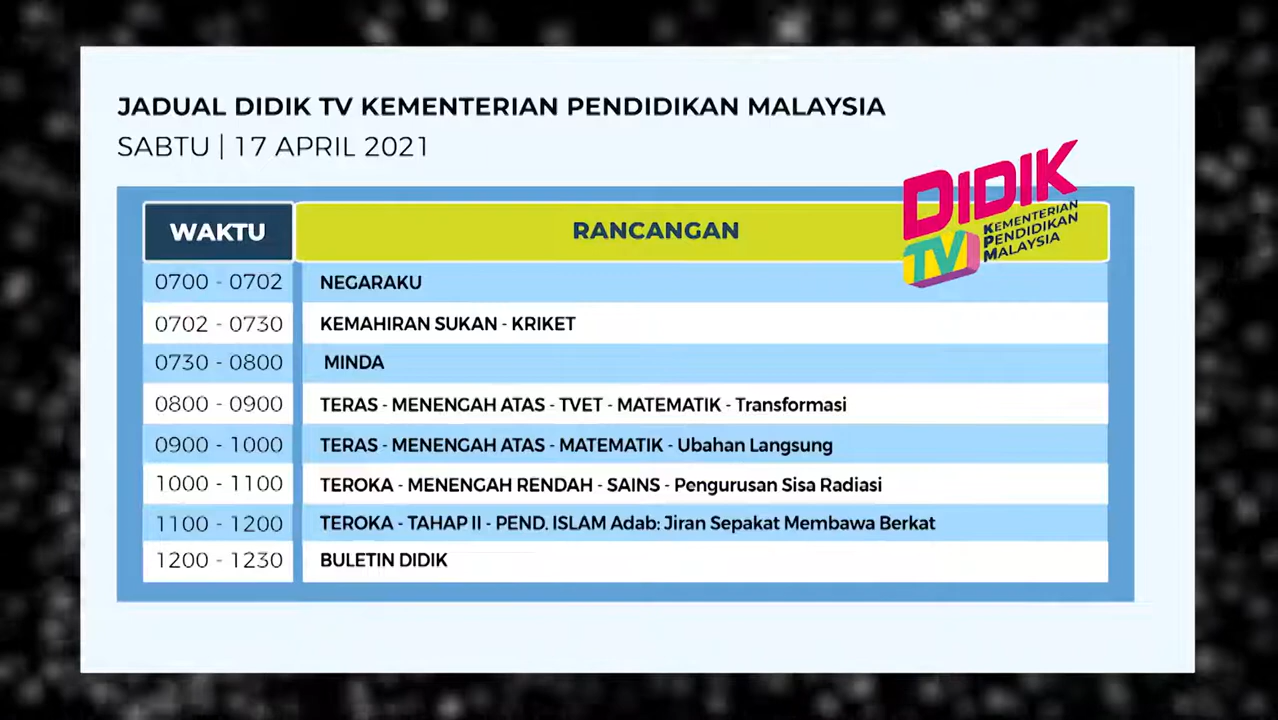 JADUAL DIDIK TV KEMENTERIAN PENDIDIKAN MALAYSIA
SABTU | 17 APRIL 2021
DIDIK
TV
KEMENTERIAN
PENDIDIKAN
MALAYSIA
WAKTU RANCANGAN
0700 - 0702 NEGARAKU
0702 - 0730 KEMAHIRAN SUKAN - KRIKET
0730 - 0800 MINDA
0800 - 0900 TERAS - MENENGAH ATAS - TVET - MATEMATIK - Transformasi
0900 - 1000 TERAS - MENENGAH ATAS - MATEMATIK - Ubahan Langsung
1000 - 1100 TEROKA - MENENGAH RENDAH - SAINS - Pengurusan Sisa Radiasi
1100 - 1200 TEROKA - TAHAP II - PEND. ISLAM Adab: Jiran Sepakat Membawa Berkat
1200 - 1230 BULETIN DIDIK